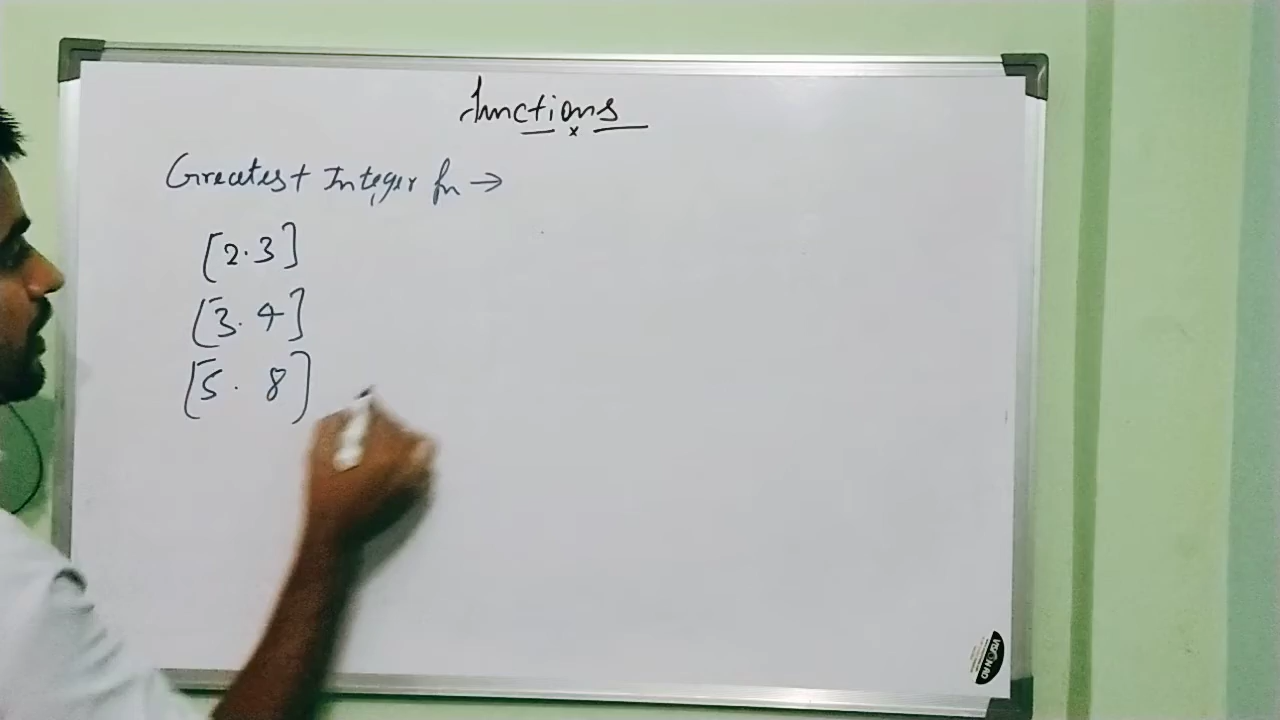 functions
Greatest Integer fn →
[2.3]
[3.4]
[5.8]